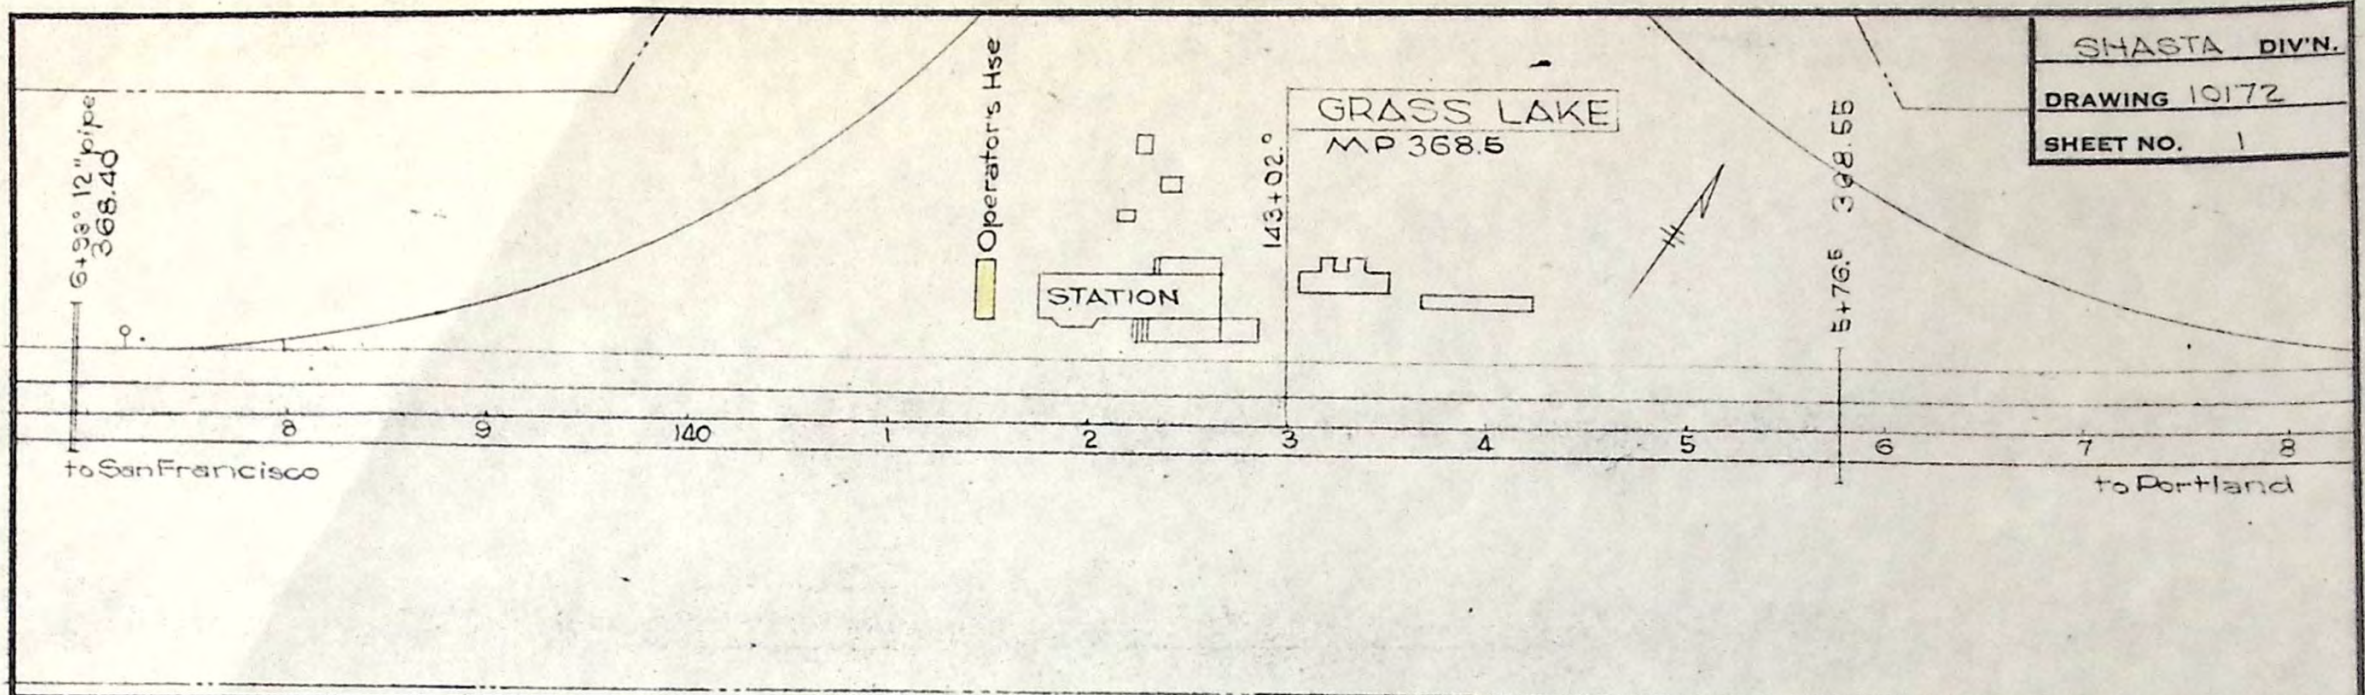 SHASTA DIV'N.
DRAWING 10172
SHEET NO. 1
GRASS LAKE
MP 368.5
6+93° 12" pipe
368.40
Operator's Hse
143+02.°
5+76.5 368.55
STATION
8 9 140 1 2 3 4 5 6 7 8
to San Francisco
to Portland